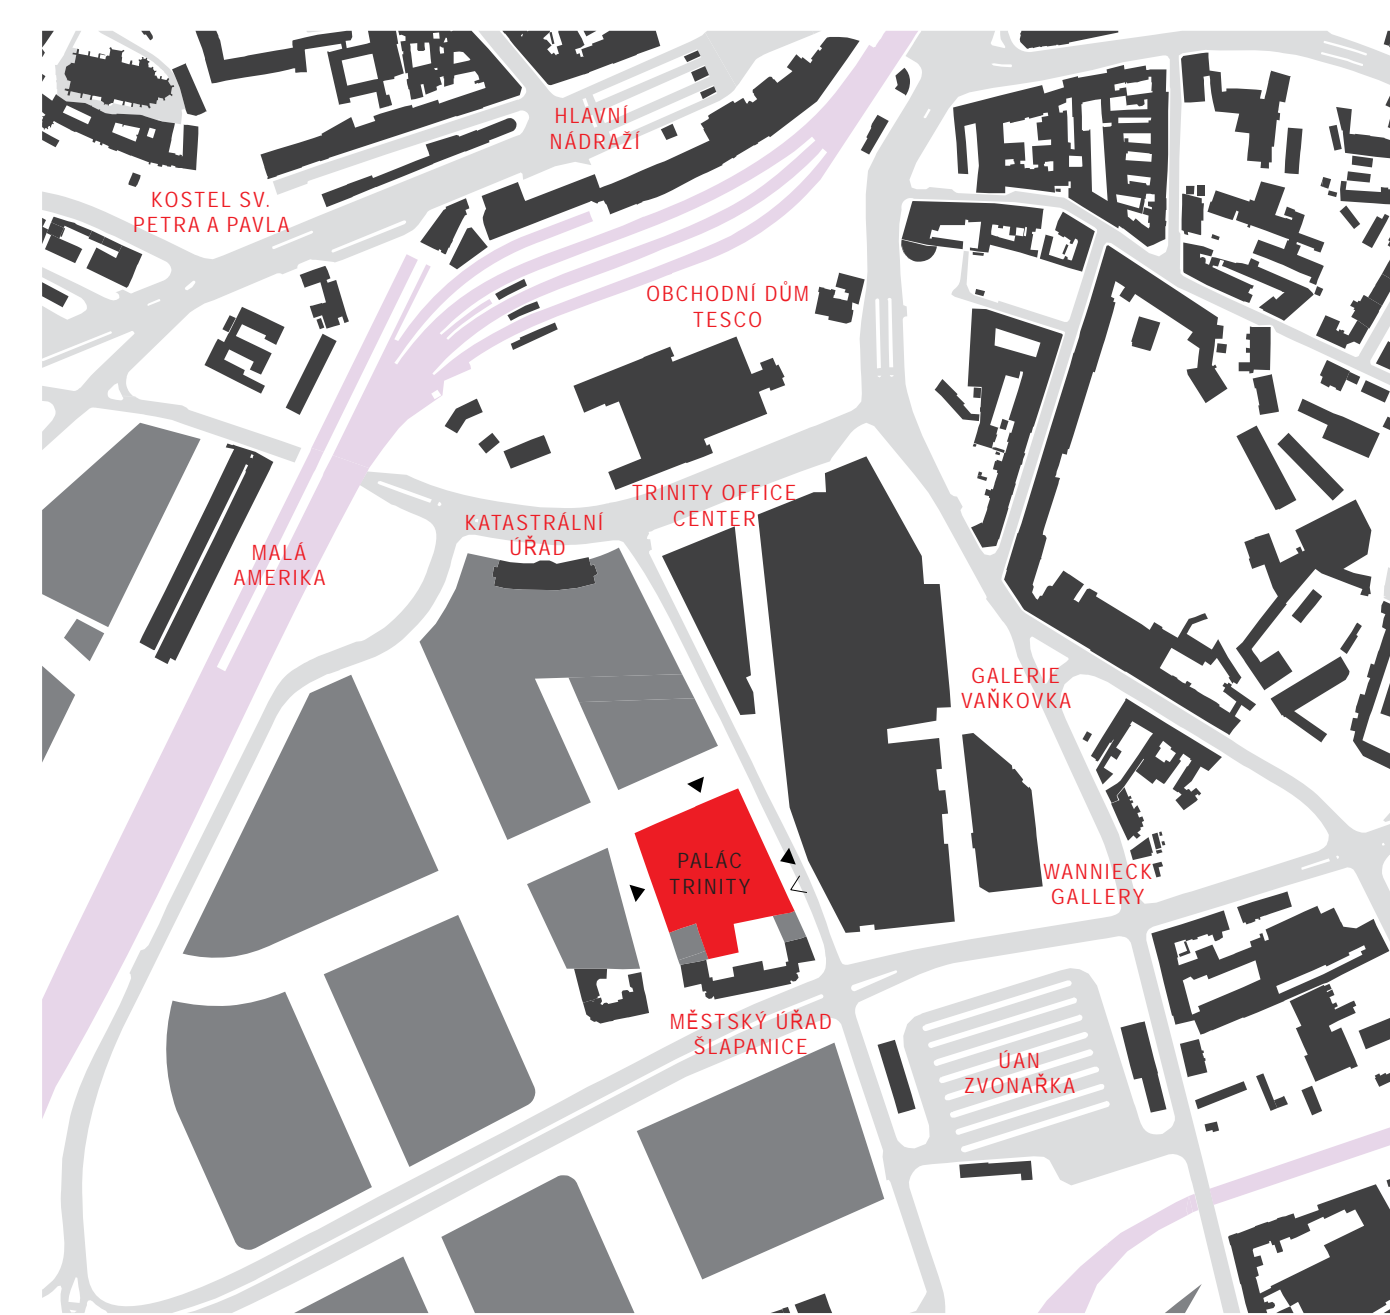 HLAVNÍ
NÁDRAŽÍ
KOSTEL SV.
PETRA A PAVLA
OBCHODNÍ DŮM
TESCO
TRINITY OFFICE
CENTER
KATASTRÁLNÍ
ÚŘAD
MALÁ
AMERIKA
GALERIE
VAŇKOVKA
PALÁC
TRINITY
WANNIECK
GALLERY
MĚSTSKÝ ÚŘAD
ŠLAPANICE
ÚAN
ZVONAŘKA